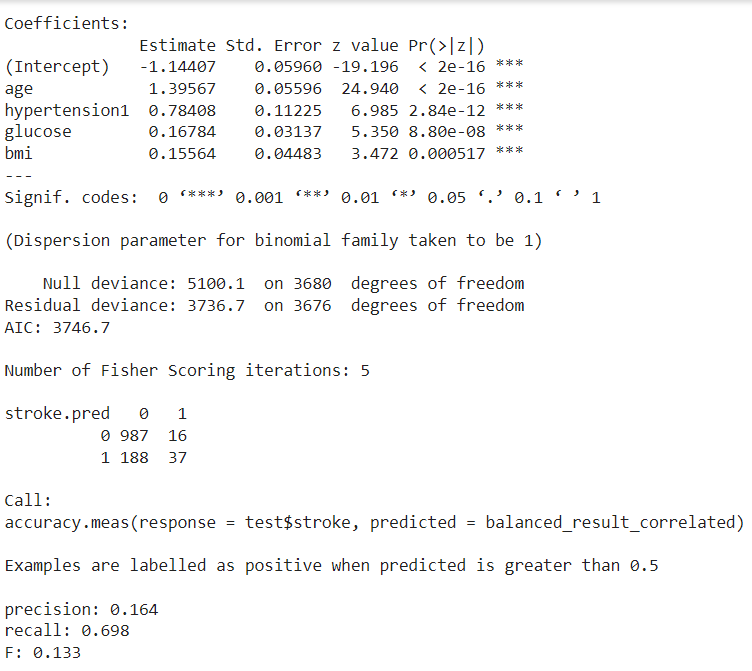 Coefficients:
              Estimate Std. Error z value Pr(>|z|)
(Intercept)   -1.14407    0.05960 -19.196  < 2e-16 ***
age            1.39567    0.05596  24.940  < 2e-16 ***
hypertension1  0.78408    0.11225   6.985 2.84e-12 ***
glucose        0.16784    0.03137   5.350 8.80e-08 ***
bmi            0.15564    0.04483   3.472 0.000517 ***
---
Signif. codes:  0 ‘***’ 0.001 ‘**’ 0.01 ‘*’ 0.05 ‘.’ 0.1 ‘ ’ 1
(Dispersion parameter for binomial family taken to be 1)
    Null deviance: 5100.1  on 3680  degrees of freedom
Residual deviance: 3736.7  on 3676  degrees of freedom
AIC: 3746.7
Number of Fisher Scoring iterations: 5
stroke.pred   0   1
          0 987  16
          1 188  37
Call:
accuracy.meas(response = test$stroke, predicted = balanced_result_correlated)
Examples are labelled as positive when predicted is greater than 0.5
precision: 0.164
recall: 0.698
F: 0.133